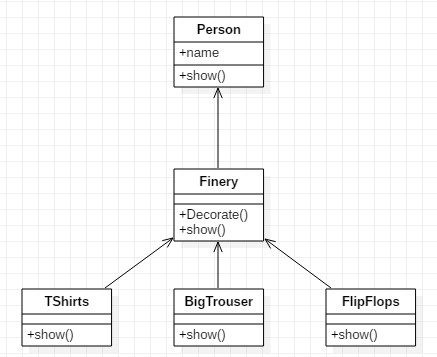 Person
+name
+show()
Finery
+Decorate()
+show()
TShirts
+show()
BigTrouser
+show()
FlipFlops
+show()